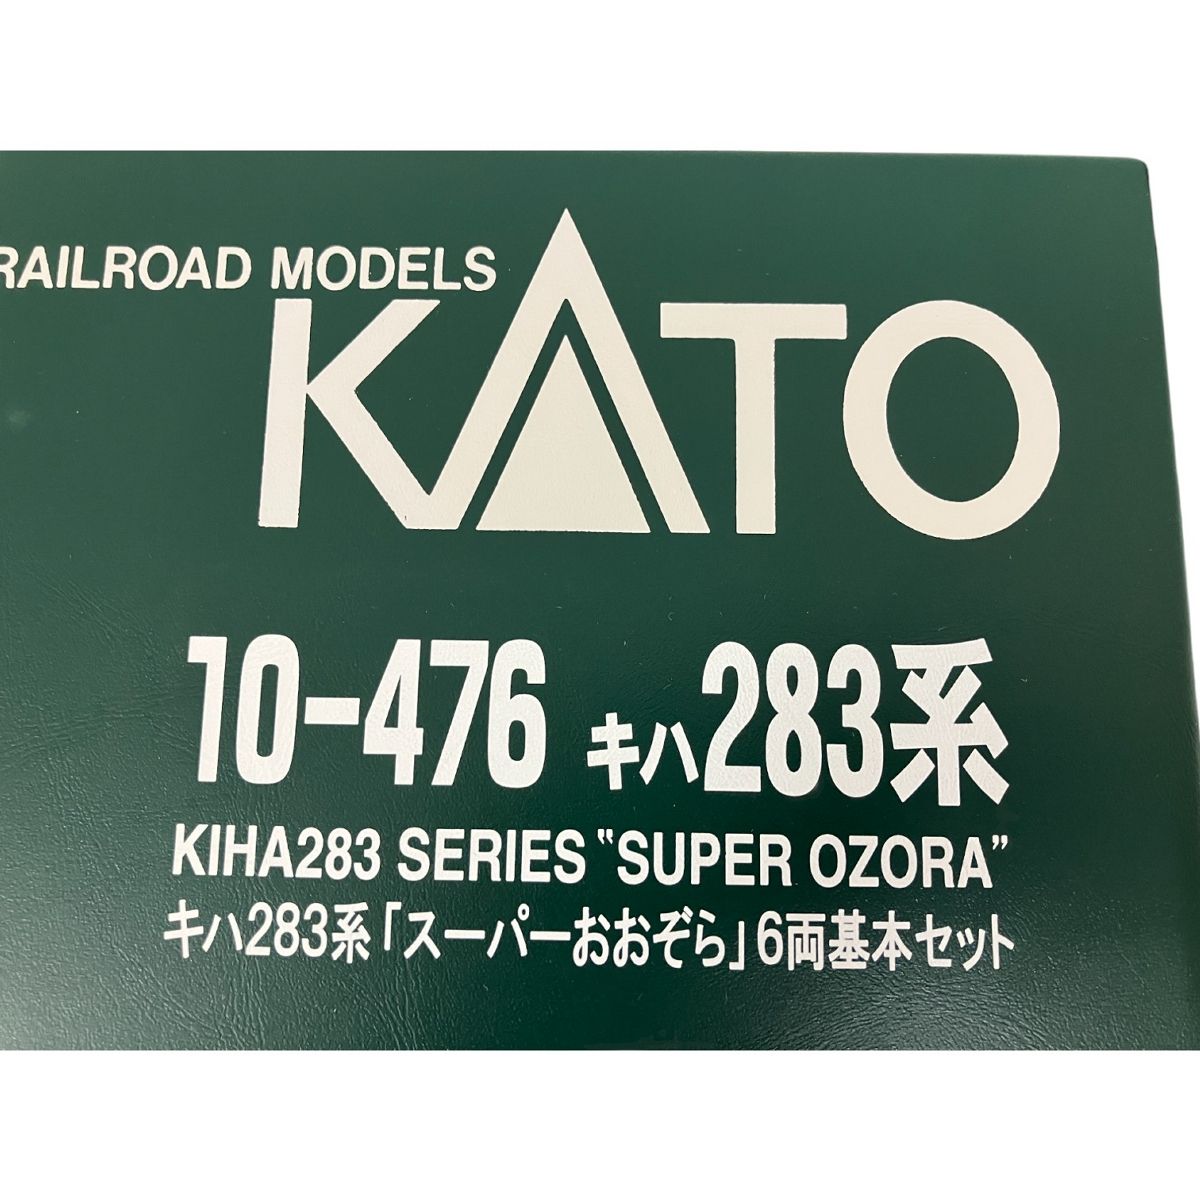 RAILROAD MODELS
KATO
10-476 キハ283系
KIHA283 SERIES "SUPER OZORA"
キハ283系「スーパーおおぞら」6両基本セット